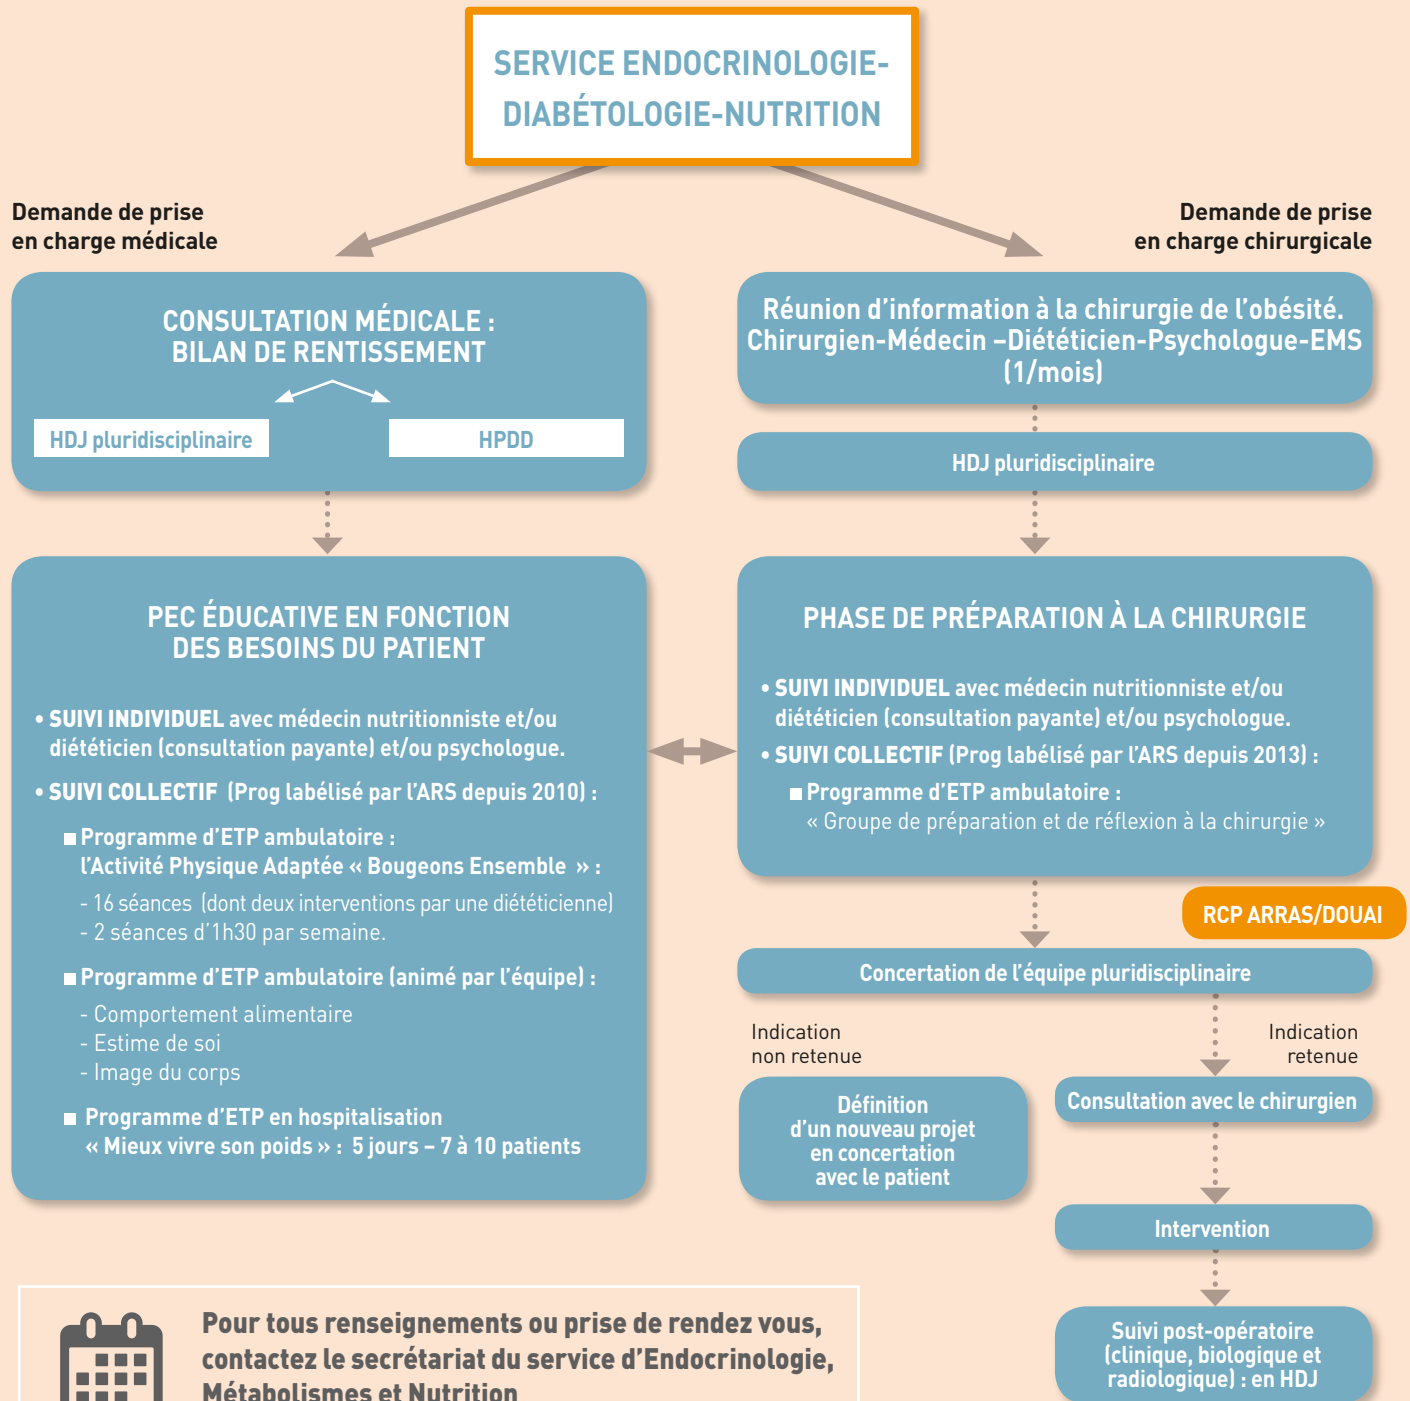 SERVICE ENDOCRINOLOGIE-
DIABÉTOLOGIE-NUTRITION
Demande de prise
en charge médicale
Demande de prise
en charge chirurgicale
CONSULTATION MÉDICALE :
BILAN DE RENTISSEMENT
HDJ pluridisciplinaire
HPDD
PEC ÉDUCATIVE EN FONCTION
DES BESOINS DU PATIENT
• SUIVI INDIVIDUEL avec médecin nutritionniste et/ou
diététicien (consultation payante) et/ou psychologue.
• SUIVI COLLECTIF (Prog labélisé par l’ARS depuis 2010) :
■ Programme d’ETP ambulatoire :
l’Activité Physique Adaptée « Bougeons Ensemble » :
- 16 séances (dont deux interventions par une diététicienne)
- 2 séances d’1h30 par semaine.
■ Programme d’ETP ambulatoire (animé par l’équipe) :
- Comportement alimentaire
- Estime de soi
- Image du corps
■ Programme d’ETP en hospitalisation
« Mieux vivre son poids » : 5 jours – 7 à 10 patients
Réunion d’information à la chirurgie de l’obésité.
Chirurgien-Médecin –Diététicien-Psychologue-EMS
(1/mois)
HDJ pluridisciplinaire
PHASE DE PRÉPARATION À LA CHIRURGIE
• SUIVI INDIVIDUEL avec médecin nutritionniste et/ou
diététicien (consultation payante) et/ou psychologue.
• SUIVI COLLECTIF (Prog labélisé par l’ARS depuis 2013) :
■ Programme d’ETP ambulatoire :
« Groupe de préparation et de réflexion à la chirurgie »
RCP ARRAS/DOUAI
Concertation de l’équipe pluridisciplinaire
Indication
non retenue
Indication
retenue
Définition
d’un nouveau projet
en concertation
avec le patient
Consultation avec le chirurgien
Intervention
Suivi post-opératoire
(clinique, biologique et
radiologique) : en HDJ
Pour tous renseignements ou prise de rendez vous,
contactez le secrétariat du service d’Endocrinologie,
Métabolismes et Nutrition